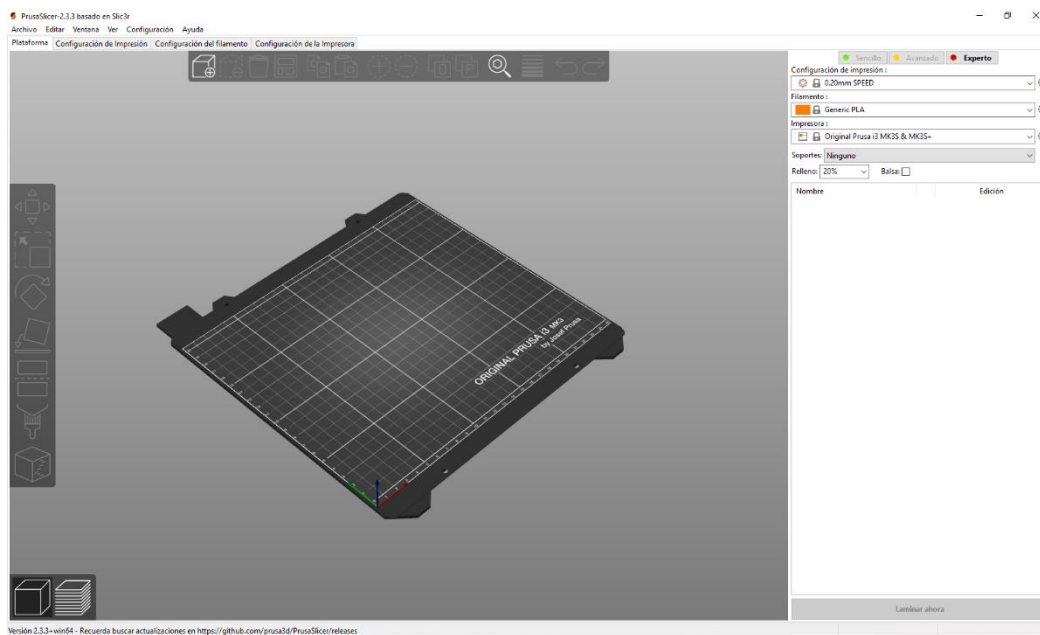 PrusaSlicer-2.3.3 basado en Slic3r
Archivo Editar Ventana Ver Configuración Ayuda
Plataforma Configuración de Impresión Configuración del filamento Configuración de la Impresora
Sencillo Avanzado Experto
Configuración de impresión :
0.20mm SPEED
Filamento :
Generic PLA
Impresora :
Original Prusa i3 MK3S & MK3S+
Soportes: Ninguno
Relleno: 20% Balsa:
Nombre Edición
ORIGINAL PRUSA i3 MK3
by Josef Prusa
Laminar ahora
Versión 2.3.3+win64 - Recuerda buscar actualizaciones en https://github.com/prusa3d/PrusaSlicer/releases